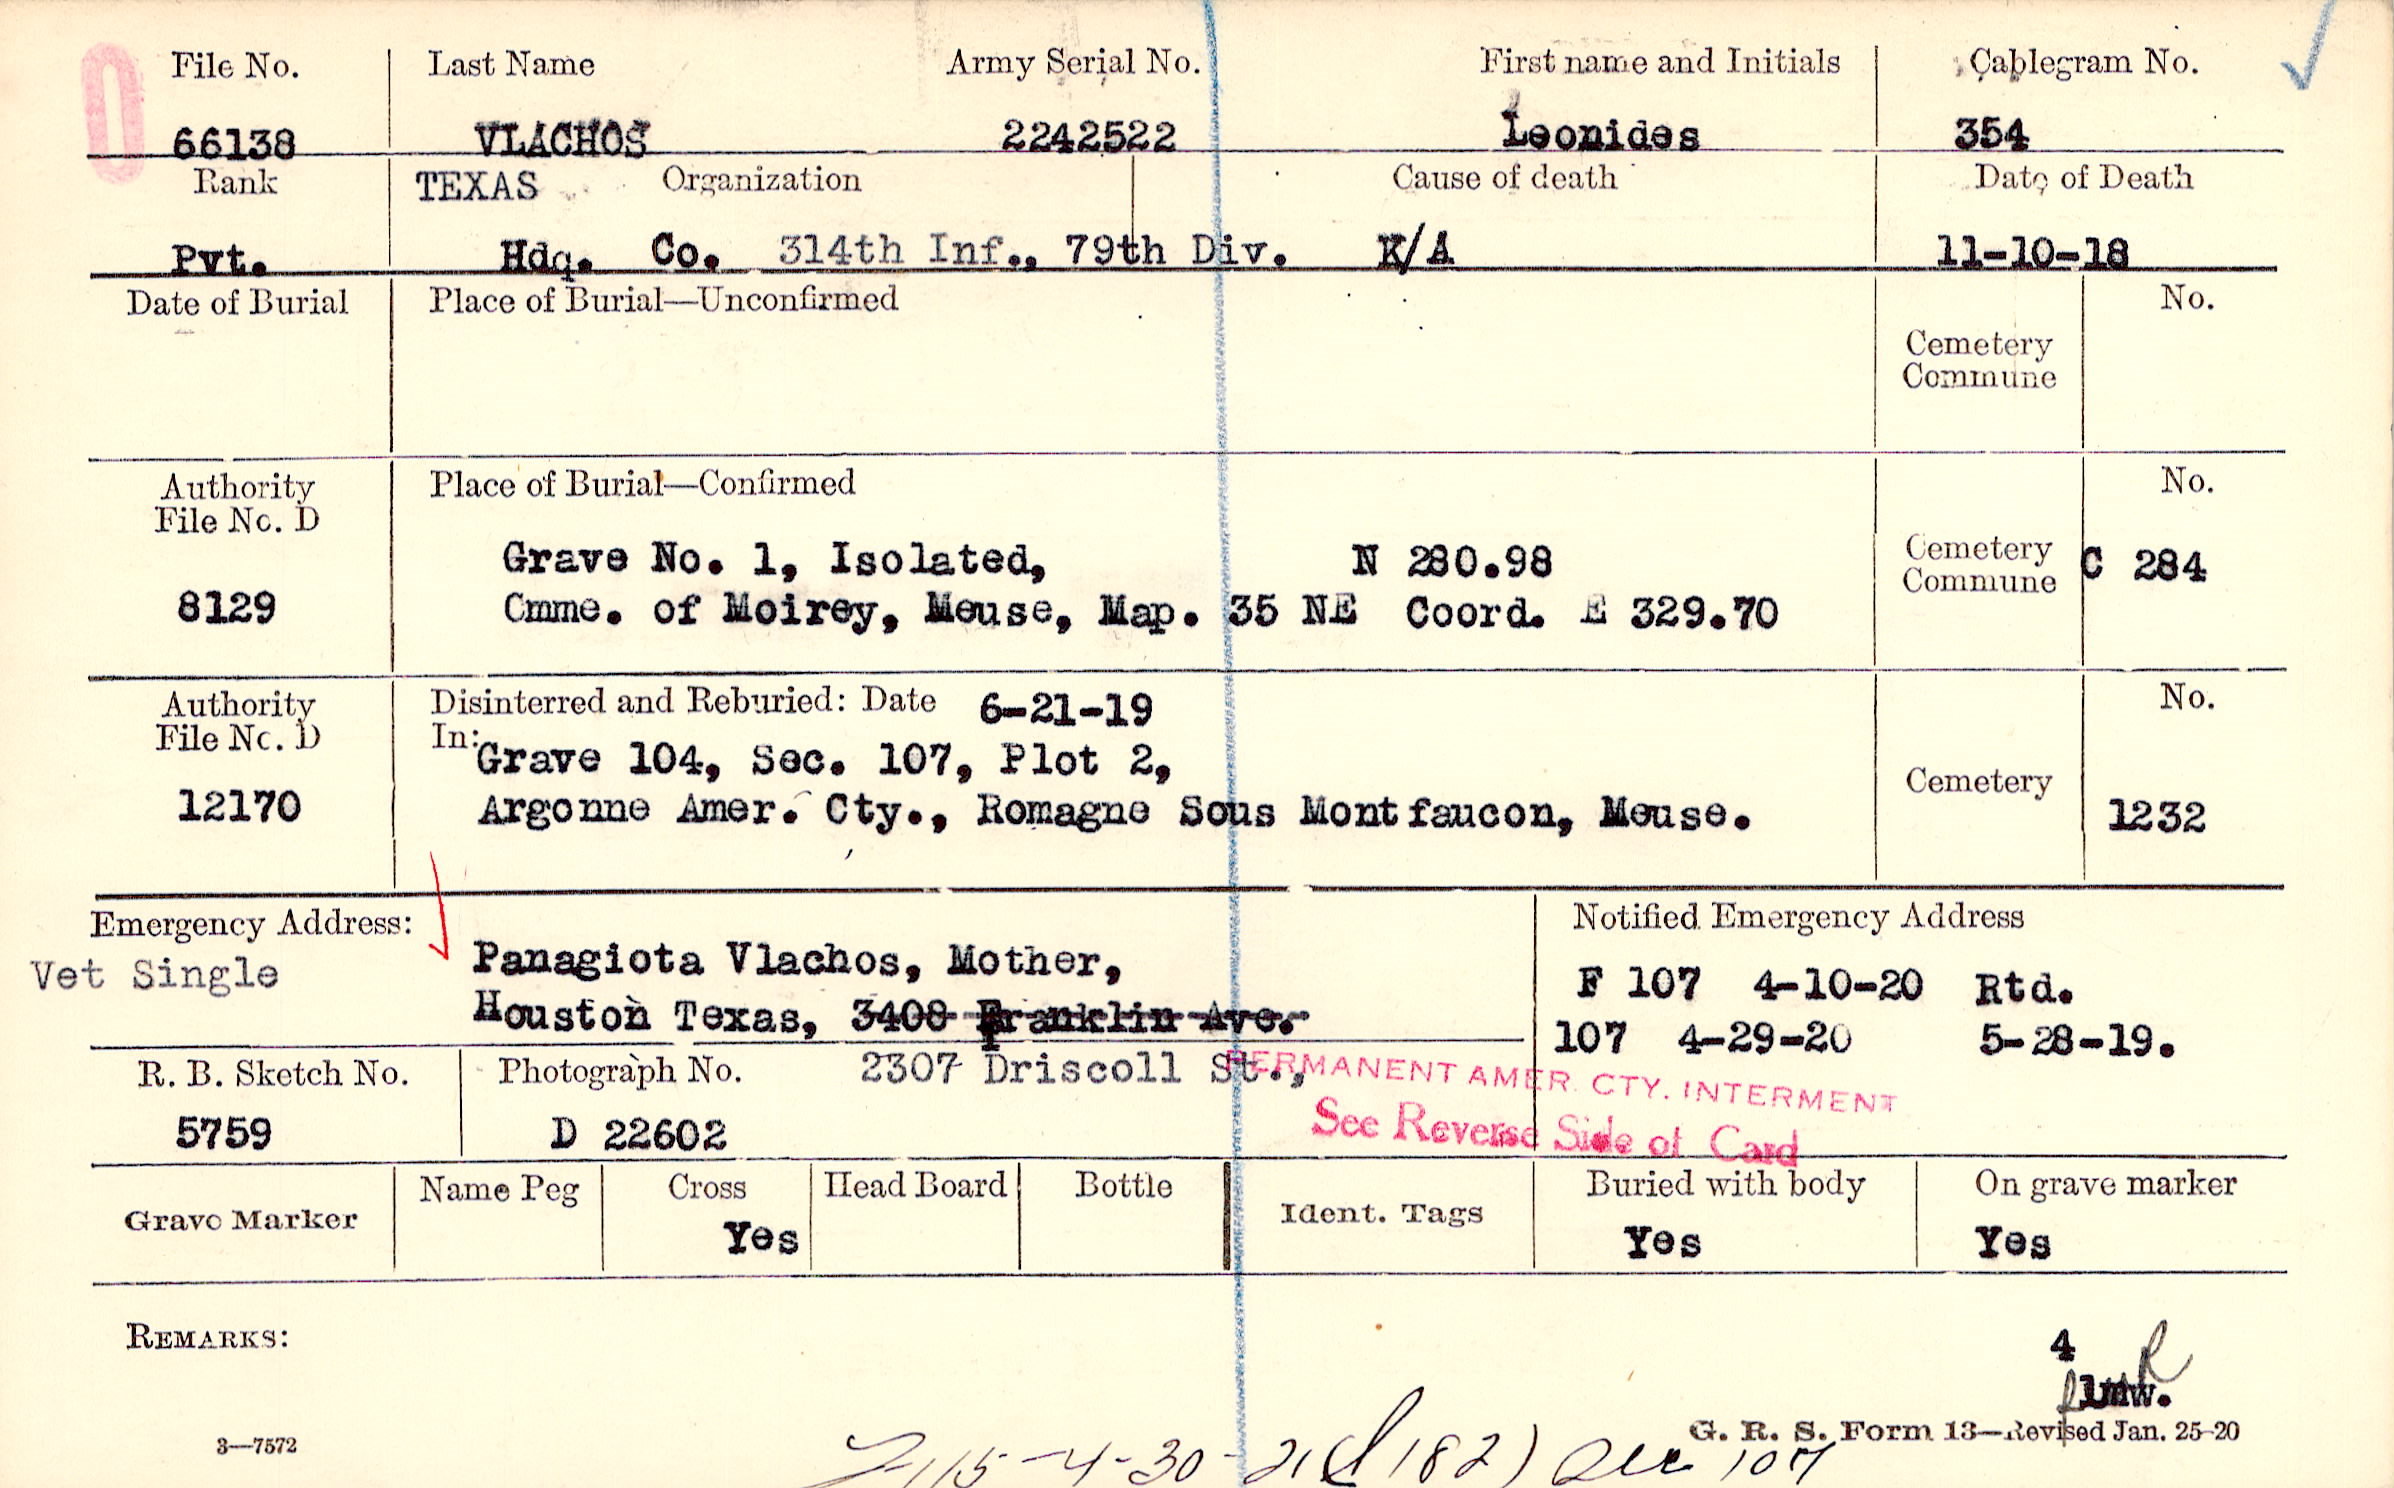 File No. Last Name Army Serial No. First name and Initials Cablegram No.
66138 VLACHOS 2242522 Leonides 354
Rank TEXAS Organization Cause of death Date of Death
Pvt. Hdq. Co. 314th Inf., 79th Div. K/A 11-10-18
Date of Burial Place of Burial—Unconfirmed No.
Cemetery
Commune
Authority Place of Burial—Confirmed No.
File No. D
Grave No. 1, Isolated, N 280.98 Cemetery C 284
Commune
8129 Cmme. of Moirey, Meuse, Map. 35 NE Coord. E 329.70
Authority Disinterred and Reburied: Date 6-21-19 No.
File No. D In:
Grave 104, Sec. 107, Plot 2,
Cemetery
12170 Argonne Amer. Cty., Romagne Sous Montfaucon, Meuse. 1232
Emergency Address: Notified Emergency Address
Vet Single Panagiota Vlachos, Mother, F 107 4-10-20 Rtd.
Houston Texas, 3408 Franklin Ave. 107 4-29-20 5-28-19.
R. B. Sketch No. Photograph No. 2307 Driscoll St.,
PERMANENT AMER. CTY. INTERMENT
5759 D 22602 See Reverse Side of Card
Grave Marker Name Peg Cross Head Board Bottle Ident. Tags Buried with body On grave marker
Yes Yes Yes
REMARKS:
4
R
lmw.
3—7572 G. R. S. Form 13—Revised Jan. 25-20
115-4-30-21 182) 107